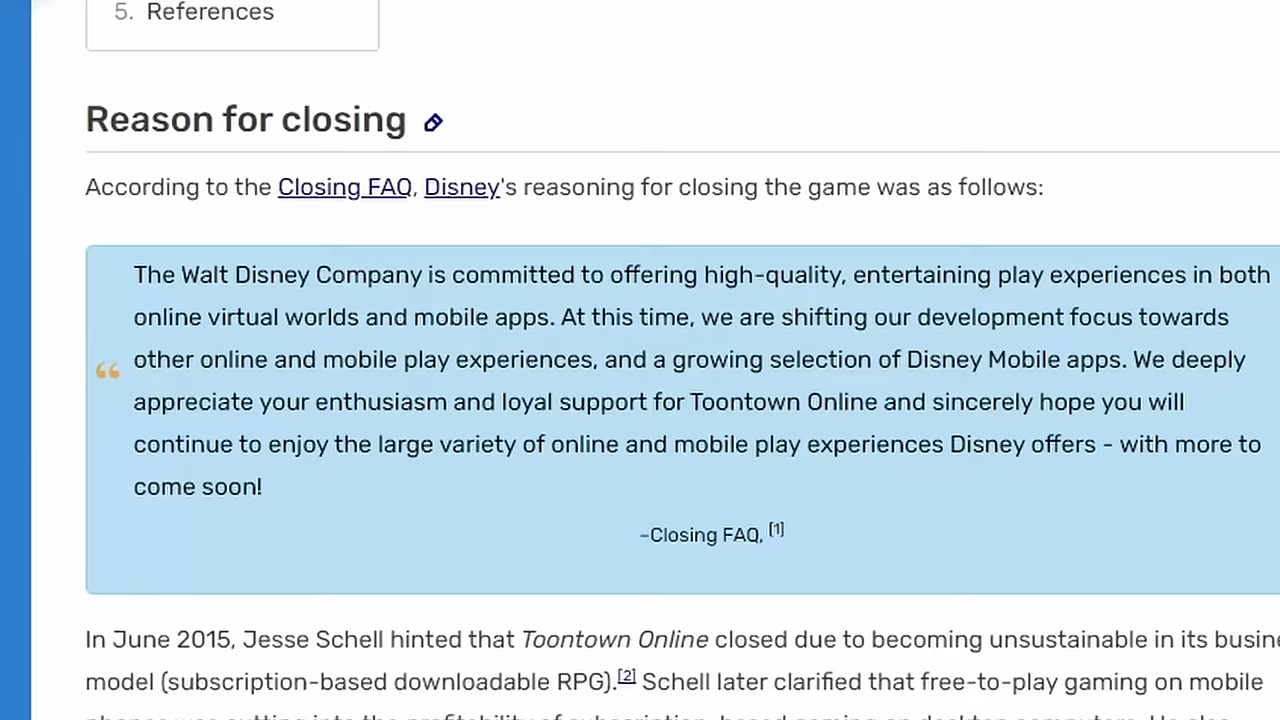 5. References
Reason for closing
According to the Closing FAQ, Disney's reasoning for closing the game was as follows:
The Walt Disney Company is committed to offering high-quality, entertaining play experiences in both
online virtual worlds and mobile apps. At this time, we are shifting our development focus towards
“ other online and mobile play experiences, and a growing selection of Disney Mobile apps. We deeply
appreciate your enthusiasm and loyal support for Toontown Online and sincerely hope you will
continue to enjoy the large variety of online and mobile play experiences Disney offers - with more to
come soon!
–Closing FAQ, [1]
In June 2015, Jesse Schell hinted that Toontown Online closed due to becoming unsustainable in its busine
model (subscription-based downloadable RPG).[2] Schell later clarified that free-to-play gaming on mobile